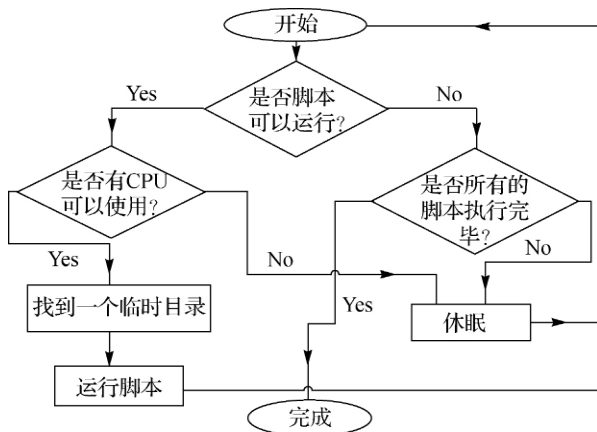 开始
是否脚本
可以运行?
Yes
No
是否有CPU
可以使用?
是否所有的
脚本执行完
毕?
Yes
No
No
Yes
找到一个临时目录
休眠
运行脚本
完成